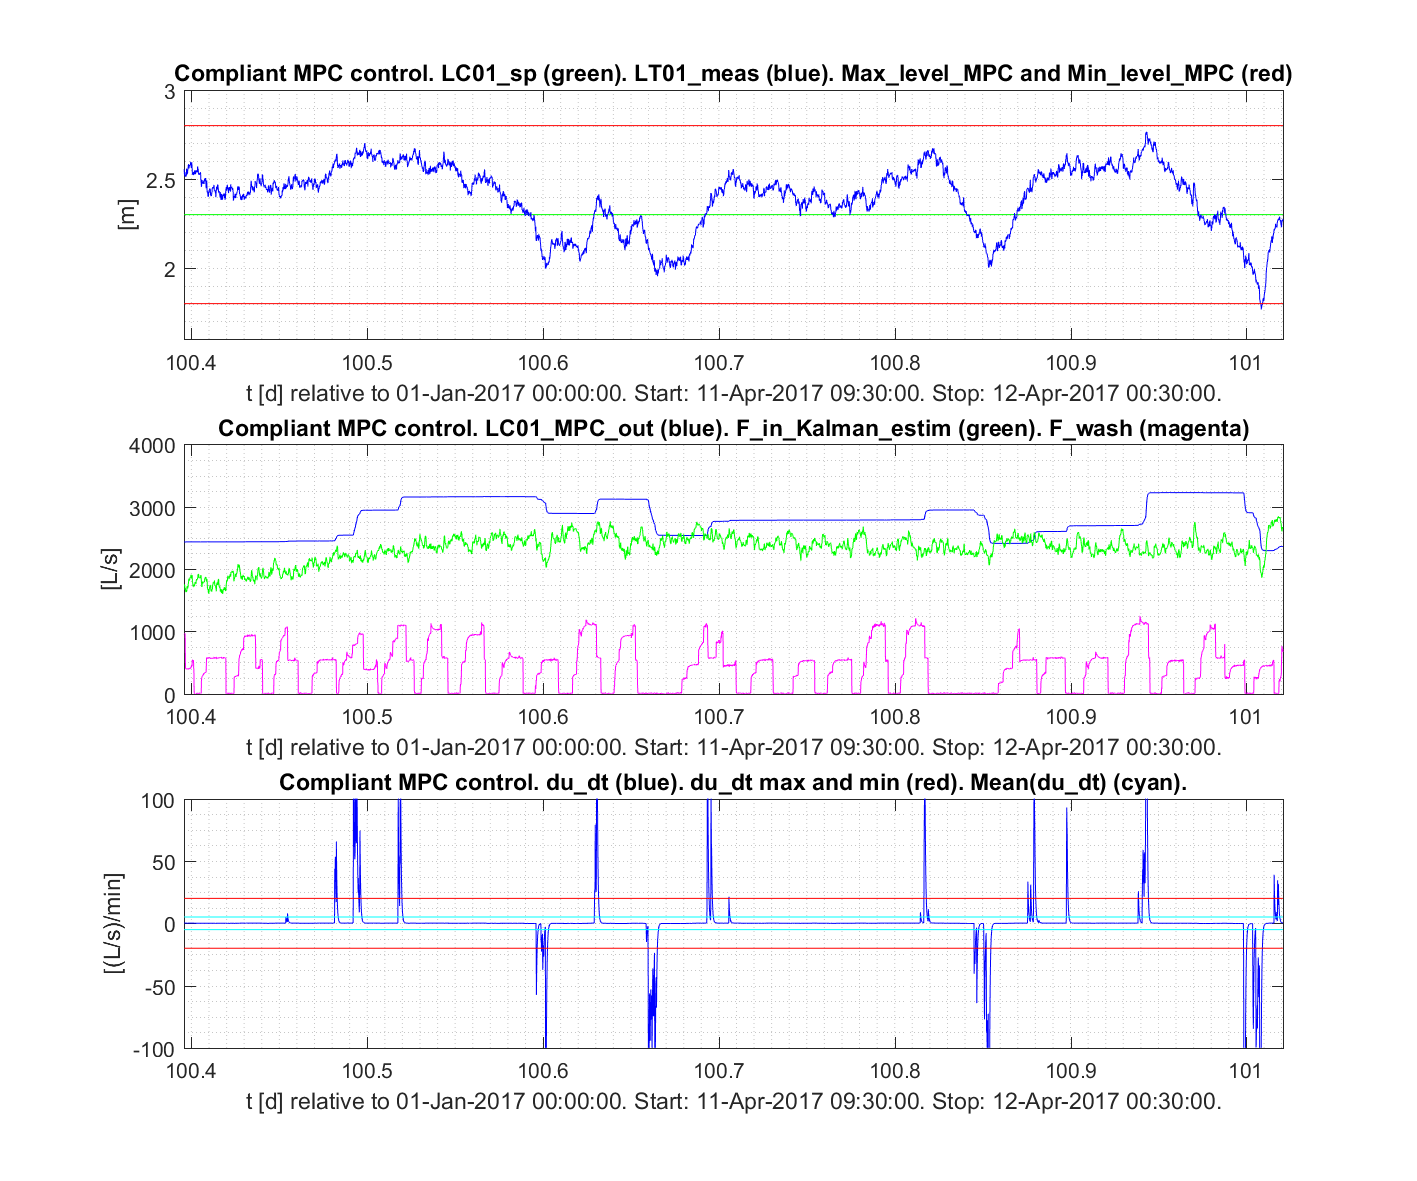 Compliant MPC control. LC01_sp (green). LT01_meas (blue). Max_level_MPC and Min_level_MPC (red)
3
2.5
2
[m]
100.4 100.5 100.6 100.7 100.8 100.9 101
t [d] relative to 01-Jan-2017 00:00:00. Start: 11-Apr-2017 09:30:00. Stop: 12-Apr-2017 00:30:00.
Compliant MPC control. LC01_MPC_out (blue). F_in_Kalman_estim (green). F_wash (magenta)
4000
3000
2000
1000
0
[L/s]
100.4 100.5 100.6 100.7 100.8 100.9 101
t [d] relative to 01-Jan-2017 00:00:00. Start: 11-Apr-2017 09:30:00. Stop: 12-Apr-2017 00:30:00.
Compliant MPC control. du_dt (blue). du_dt max and min (red). Mean(du_dt) (cyan).
100
50
0
-50
-100
[(L/s)/min]
100.4 100.5 100.6 100.7 100.8 100.9 101
t [d] relative to 01-Jan-2017 00:00:00. Start: 11-Apr-2017 09:30:00. Stop: 12-Apr-2017 00:30:00.